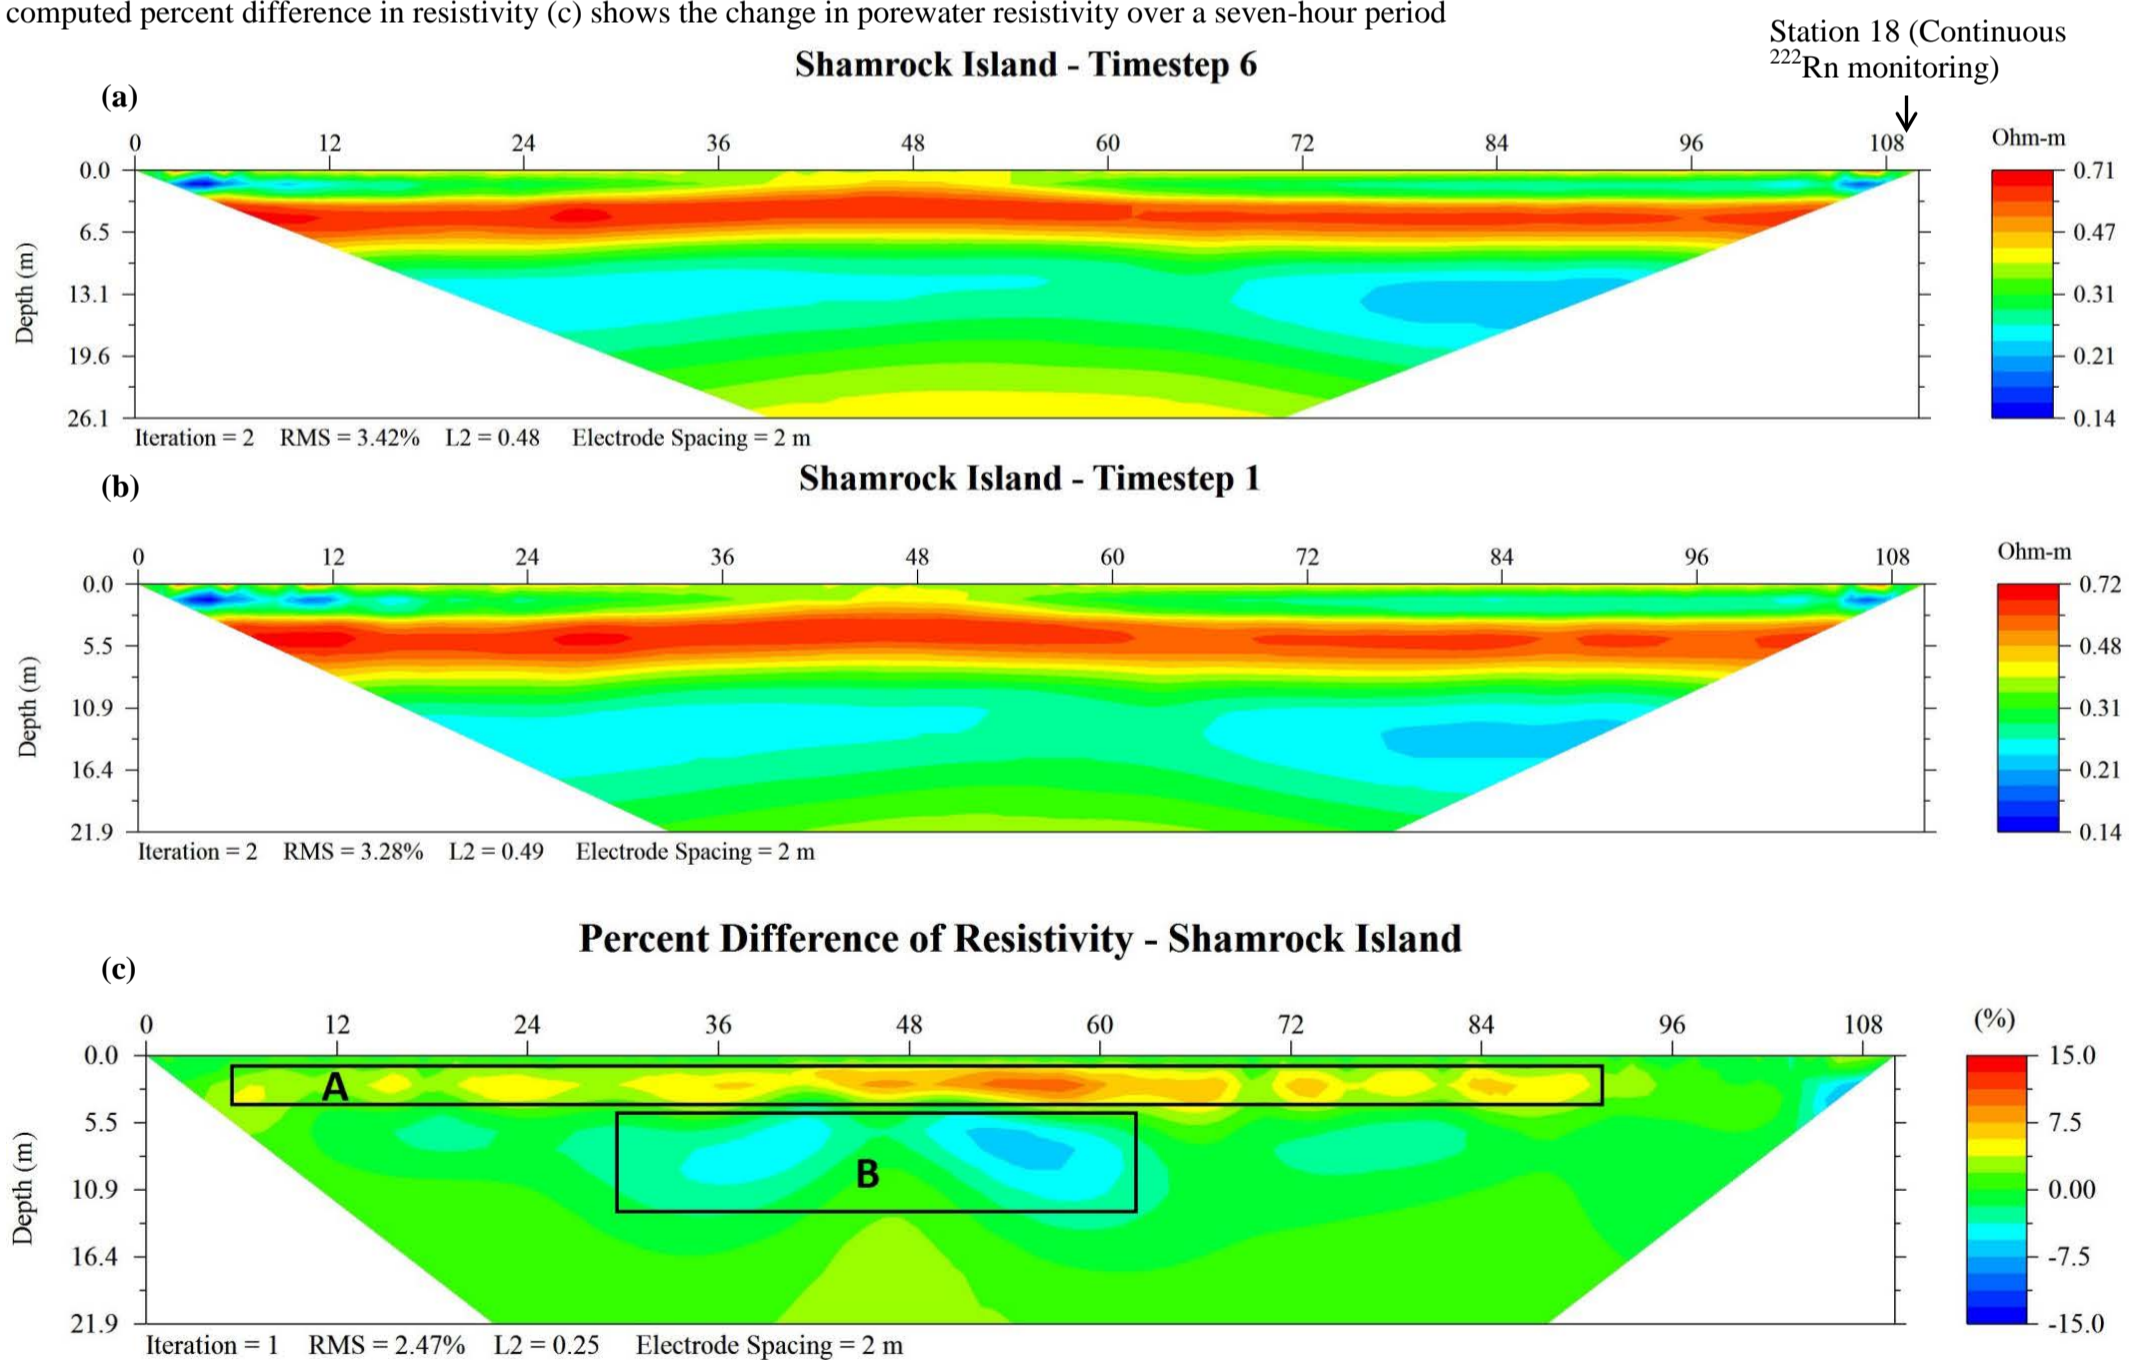 computed percent difference in resistivity (c) shows the change in porewater resistivity over a seven-hour period
Station 18 (Continuous
²²²Rn monitoring)
Shamrock Island - Timestep 6
(a)
0 12 24 36 48 60 72 84 96 108
Ohm-m
0.0
6.5
13.1
19.6
26.1
Depth (m)
0.71
0.47
0.31
0.21
0.14
Iteration = 2 RMS = 3.42% L2 = 0.48 Electrode Spacing = 2 m
Shamrock Island - Timestep 1
(b)
0 12 24 36 48 60 72 84 96 108
Ohm-m
0.0
5.5
10.9
16.4
21.9
Depth (m)
0.72
0.48
0.31
0.21
0.14
Iteration = 2 RMS = 3.28% L2 = 0.49 Electrode Spacing = 2 m
Percent Difference of Resistivity - Shamrock Island
(c)
0 12 24 36 48 60 72 84 96 108
(%)
0.0
5.5
10.9
16.4
21.9
Depth (m)
A
B
15.0
7.5
0.00
-7.5
-15.0
Iteration = 1 RMS = 2.47% L2 = 0.25 Electrode Spacing = 2 m